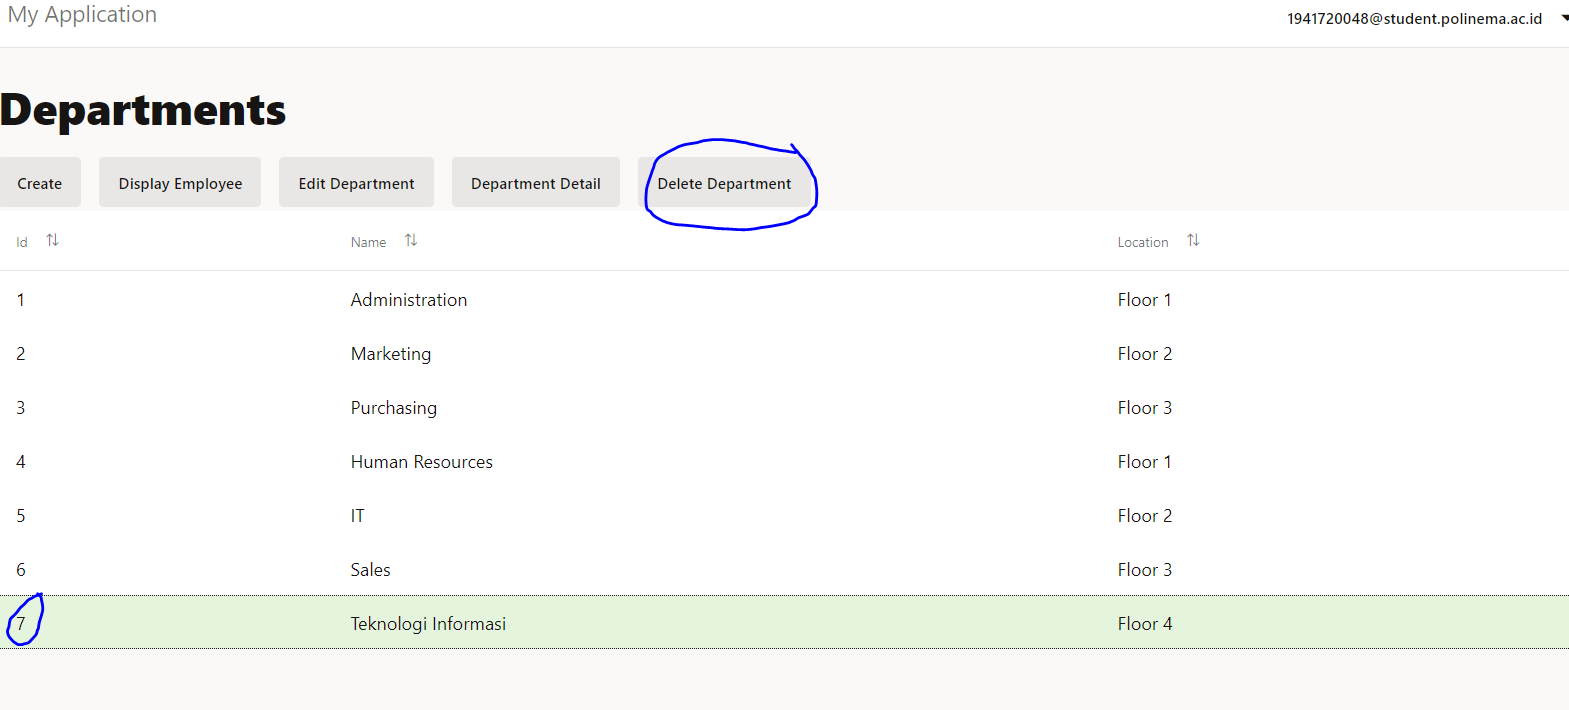 My Application
1941720048@student.polinema.ac.id
Departments
Create Display Employee Edit Department Department Detail Delete Department
Id Name Location
1 Administration Floor 1
2 Marketing Floor 2
3 Purchasing Floor 3
4 Human Resources Floor 1
5 IT Floor 2
6 Sales Floor 3
7 Teknologi Informasi Floor 4